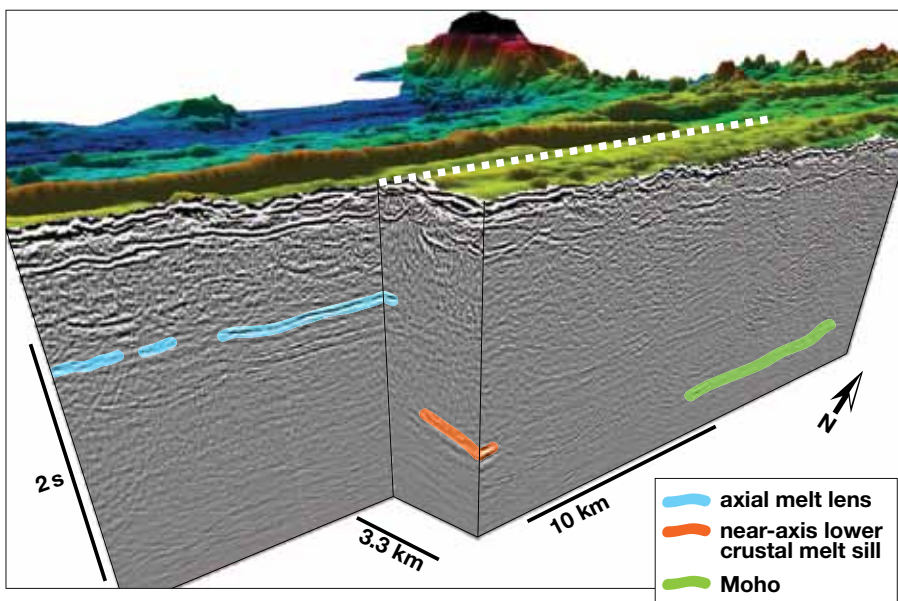 2 s
3.3 km
10 km
N
axial melt lens
near-axis lower
crustal melt sill
Moho